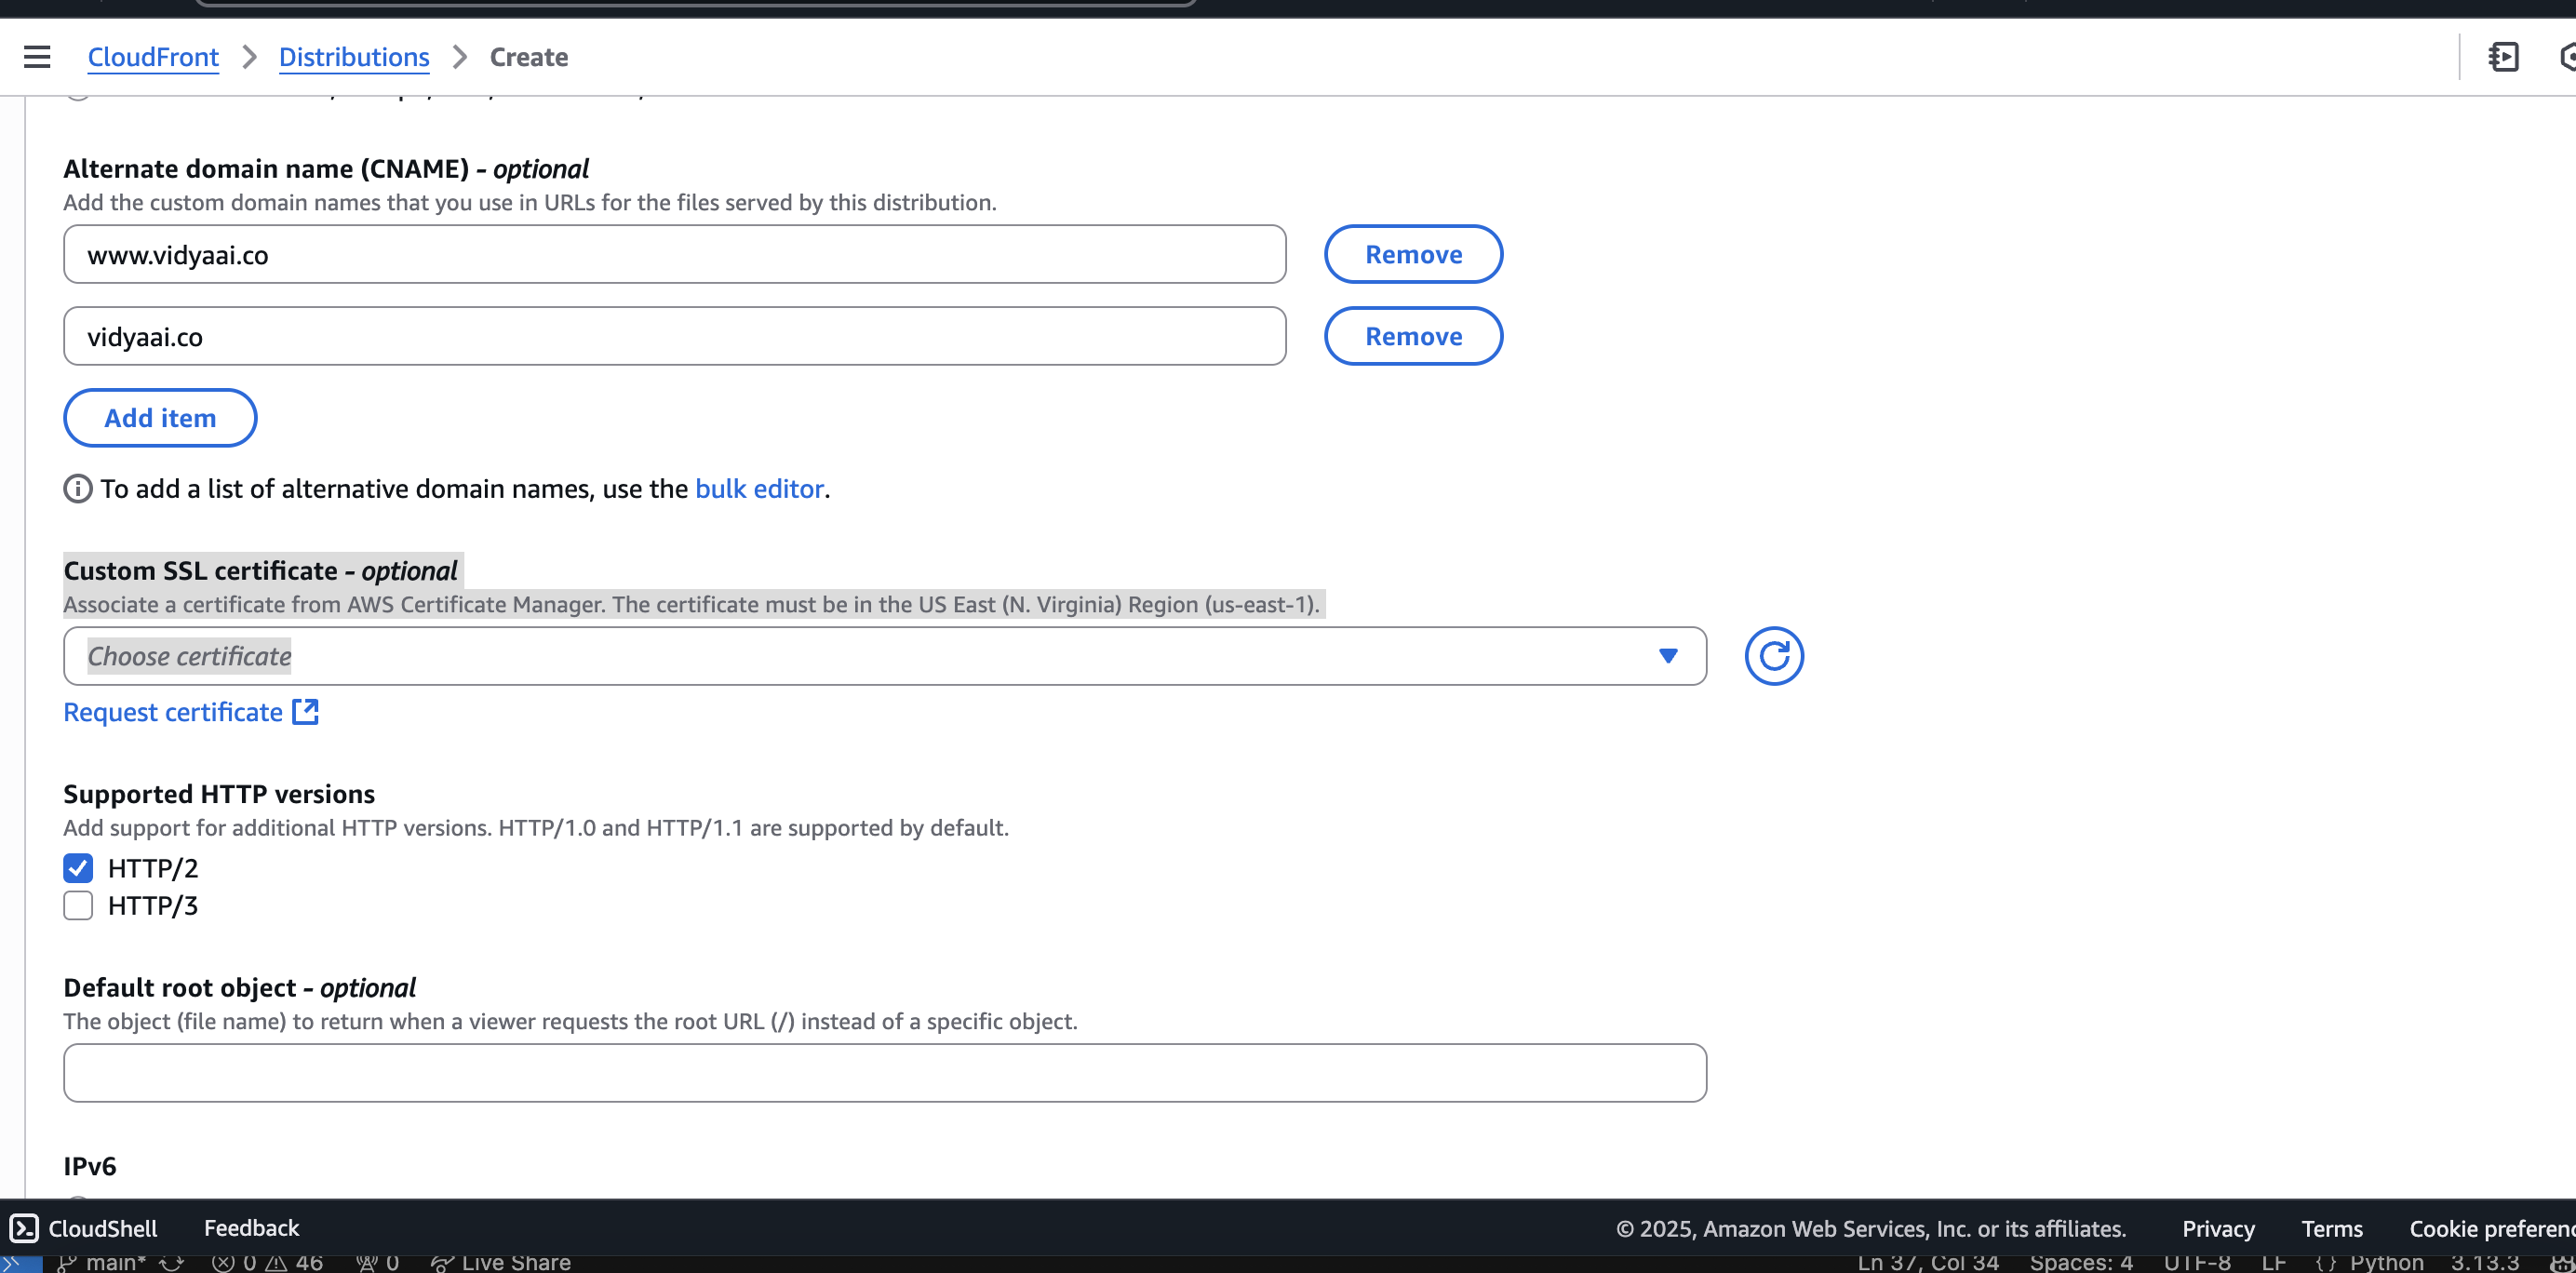 CloudFront > Distributions > Create
Alternate domain name (CNAME) - optional
Add the custom domain names that you use in URLs for the files served by this distribution.
www.vidyaai.co Remove
vidyaai.co Remove
Add item
To add a list of alternative domain names, use the bulk editor.
Custom SSL certificate - optional
Associate a certificate from AWS Certificate Manager. The certificate must be in the US East (N. Virginia) Region (us-east-1).
Choose certificate
Request certificate
Supported HTTP versions
Add support for additional HTTP versions. HTTP/1.0 and HTTP/1.1 are supported by default.
HTTP/2
HTTP/3
Default root object - optional
The object (file name) to return when a viewer requests the root URL (/) instead of a specific object.
IPv6
CloudShell Feedback © 2025, Amazon Web Services, Inc. or its affiliates. Privacy Terms Cookie preferenc
main* 0 46 0 Live Share Ln 37, Col 34 Spaces: 4 UTF-8 LF {} Python 3.13.3